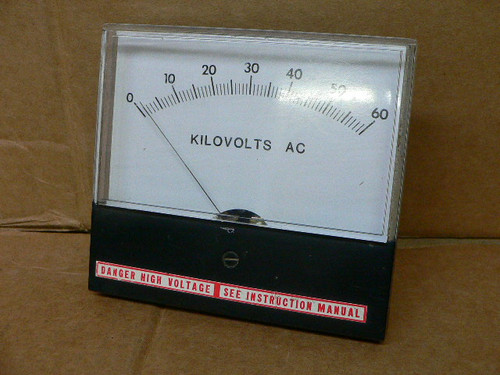 0 10 20 30 40 50 60
KILOVOLTS AC
DANGER HIGH VOLTAGE SEE INSTRUCTION MANUAL